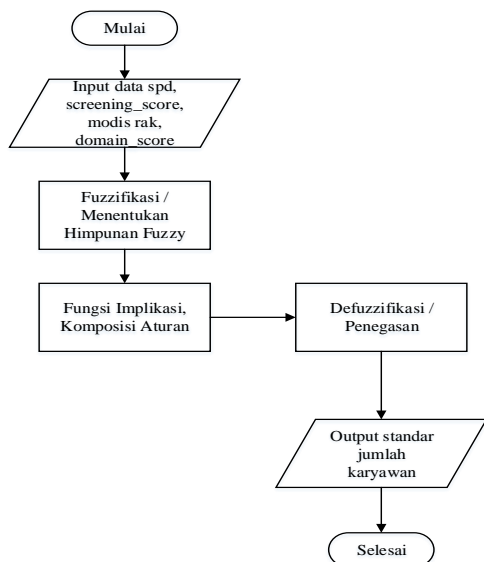 Mulai
Input data spd,
screening_score,
modis rak,
domain_score
Fuzzifikasi /
Menentukan
Himpunan Fuzzy
Fungsi Implikasi,
Komposisi Aturan
Defuzzifikasi /
Penegasan
Output standar
jumlah
karyawan
Selesai